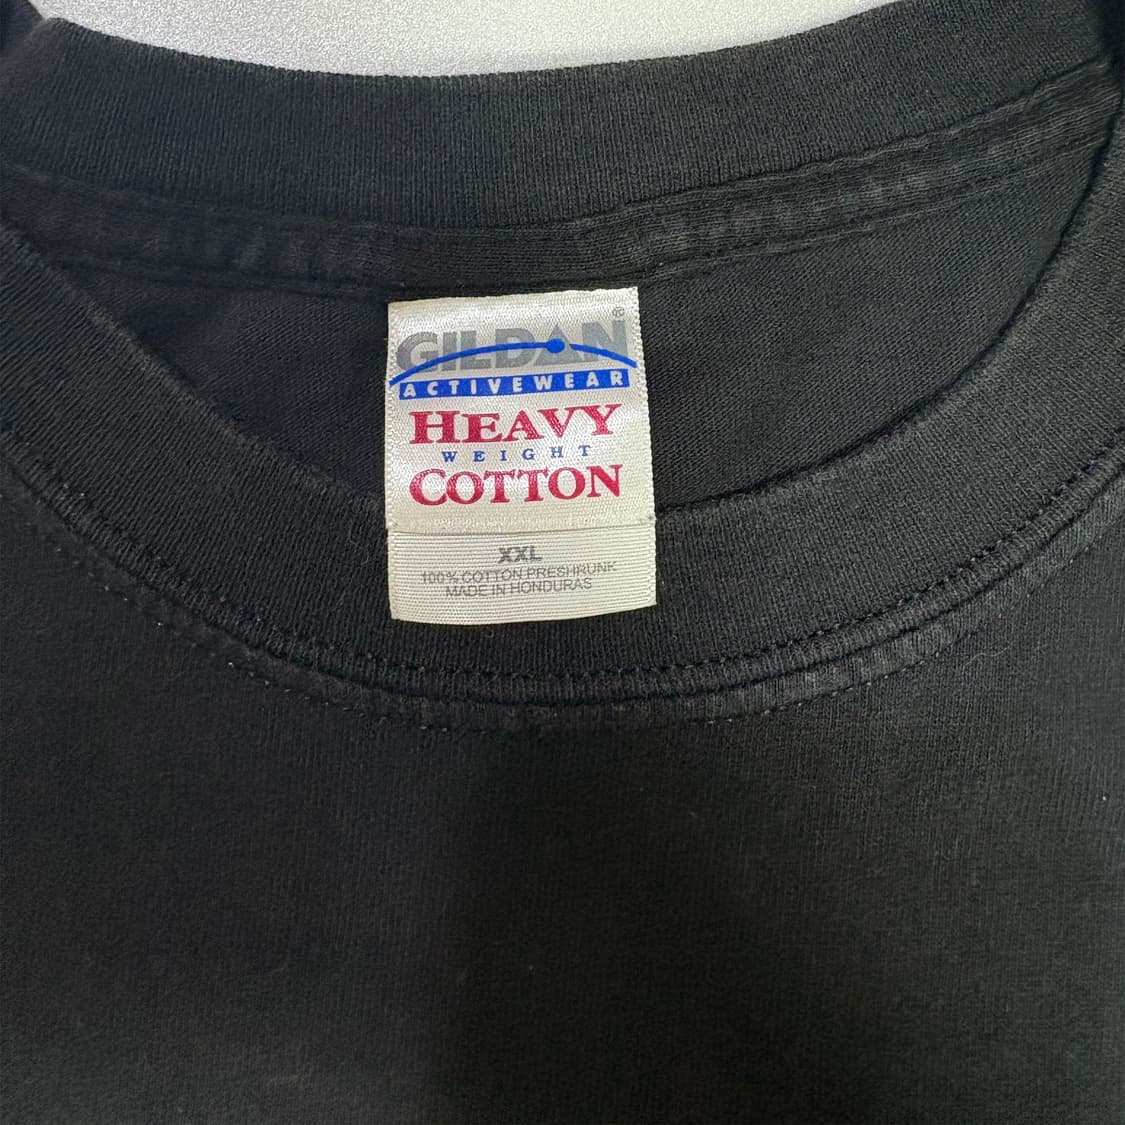 GILDAN®
ACTIVEWEAR
HEAVY
WEIGHT
COTTON
XXL
100% COTTON PRESHRUNK
MADE IN HONDURAS